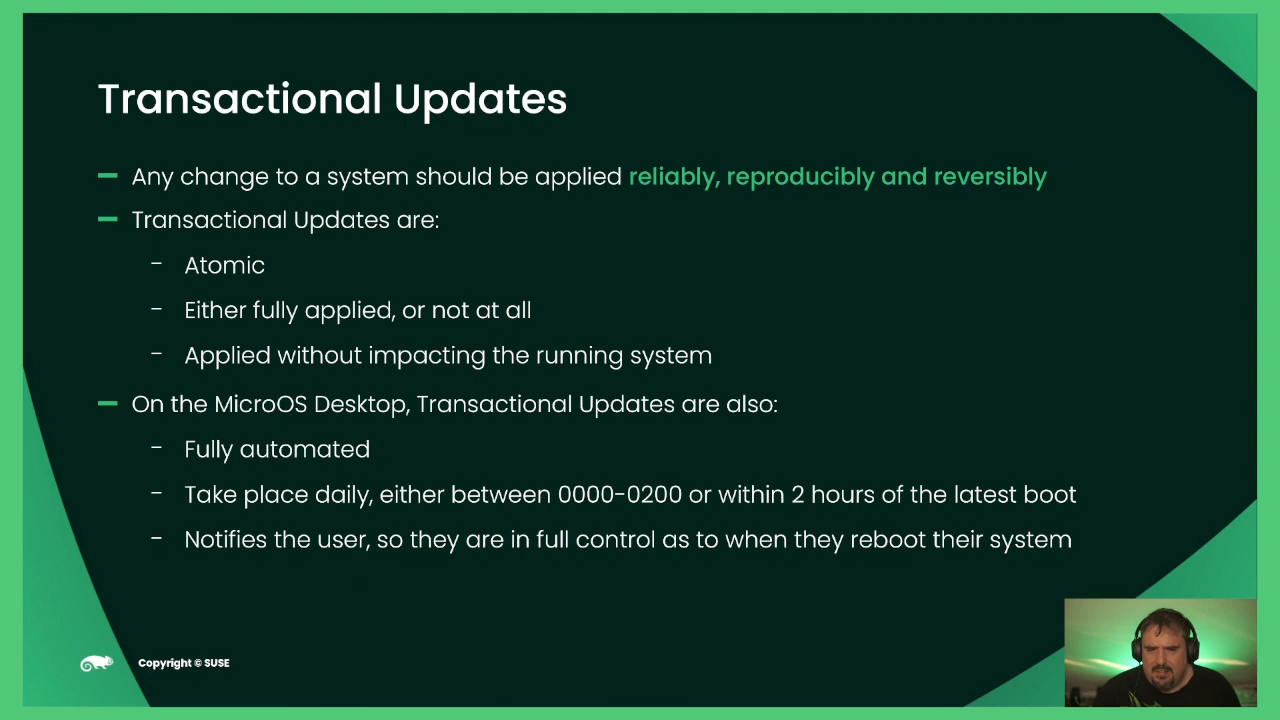 Transactional Updates
Any change to a system should be applied reliably, reproducibly and reversibly
Transactional Updates are:
Atomic
Either fully applied, or not at all
Applied without impacting the running system
On the MicroOS Desktop, Transactional Updates are also:
Fully automated
Take place daily, either between 0000-0200 or within 2 hours of the latest boot
Notifies the user, so they are in full control as to when they reboot their system
Copyright © SUSE